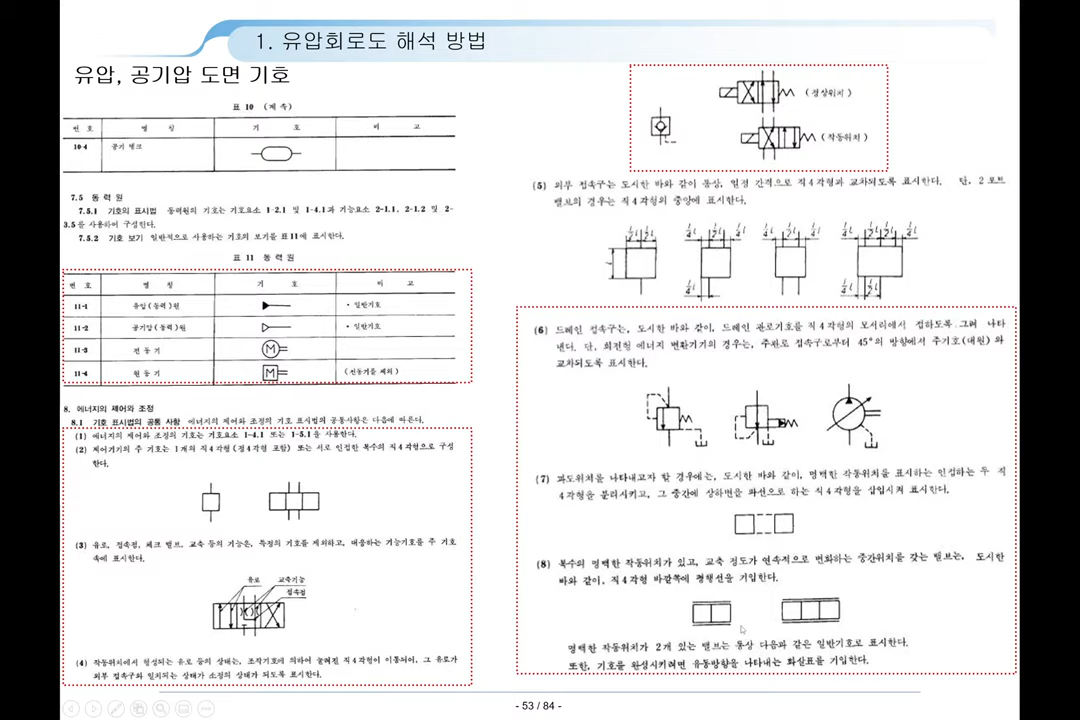 1. 유압회로도 해석 방법
유압, 공기압 도면 기호
표 10 (계 속)
번 호 명 칭 기 호 비 고
10-4 공기 탱크
7.5 동 력 원
7.5.1 기호의 표시법 동력원의 기호는 기호요소 1-2.1 및 1-4.1과 기능요소 2-1.1, 2-1.2 및 2-
3.5를 사용하여 구성한다.
7.5.2 기호 보기 일반적으로 사용하는 기호의 보기를 표 11에 표시한다.
표 11 동 력 원
번 호 명 칭 기 호 비 고
11-1 유압(동력)원 • 일반기호
11-2 공기압(동력)원 • 일반기호
11-3 전 동 기 M
11-4 원 동 기 M (전동기를 제외)
8. 에너지의 제어와 조정
8.1 기호 표시법의 공통 사항 에너지의 제어와 조정의 기호 표시법의 공통사항은 다음에 따른다.
(1) 에너지의 제어와 조정의 기호는 기호요소 1-4.1 또는 1-5.1을 사용한다.
(2) 제어기기의 주 기호는 1개의 직4각형(정4각형 포함) 또는 서로 인접한 복수의 직4각형으로 구성
한다.
(3) 유로, 접속점, 체크 밸브, 교축 등의 기능은, 특정의 기호를 제외하고, 대응하는 기능기호를 주 기호
속에 표시한다.
유로 교축기능
접속점
(4) 작동위치에서 형성되는 유로 등의 상태는, 조작기호에 의하여 눌려진 직4각형이 이동되어, 그 유로가
외부 접속구와 일치되는 상태가 소정의 상태가 되도록 표시한다.
(정상위치)
(작동위치)
(5) 외부 접속구는 도시한 바와 같이 통상, 일정 간격으로 직4각형과 교차되도록 표시한다. 단, 2 포트
밸브의 경우는 직4각형의 중앙에 표시한다.
(6) 드레인 접속구는, 도시한 바와 같이, 드레인 관로기호를 직4각형의 모서리에서 접하도록 그려 나타
낸다. 단, 회전형 에너지 변환기기의 경우는, 주관로 접속구로부터 45°의 방향에서 주기호(대원)와
교차되도록 표시한다.
(7) 과도위치를 나타내고자 할 경우에는, 도시한 바와 같이, 명백한 작동위치를 표시하는 인접하는 두 직
4각형을 분리시키고, 그 중간에 상하변을 파선으로 하는 직4각형을 삽입시켜 표시한다.
(8) 복수의 명백한 작동위치가 있고, 교축 정도가 연속적으로 변화하는 중간위치를 갖는 밸브는, 도시한
바와 같이, 직4각형 바깥쪽에 평행선을 기입한다.
명백한 작동위치가 2개 있는 밸브는 통상 다음과 같은 일반기호로 표시한다.
또한, 기호를 완성시키려면 유동방향을 나타내는 화살표를 기입한다.
- 53 / 84 -